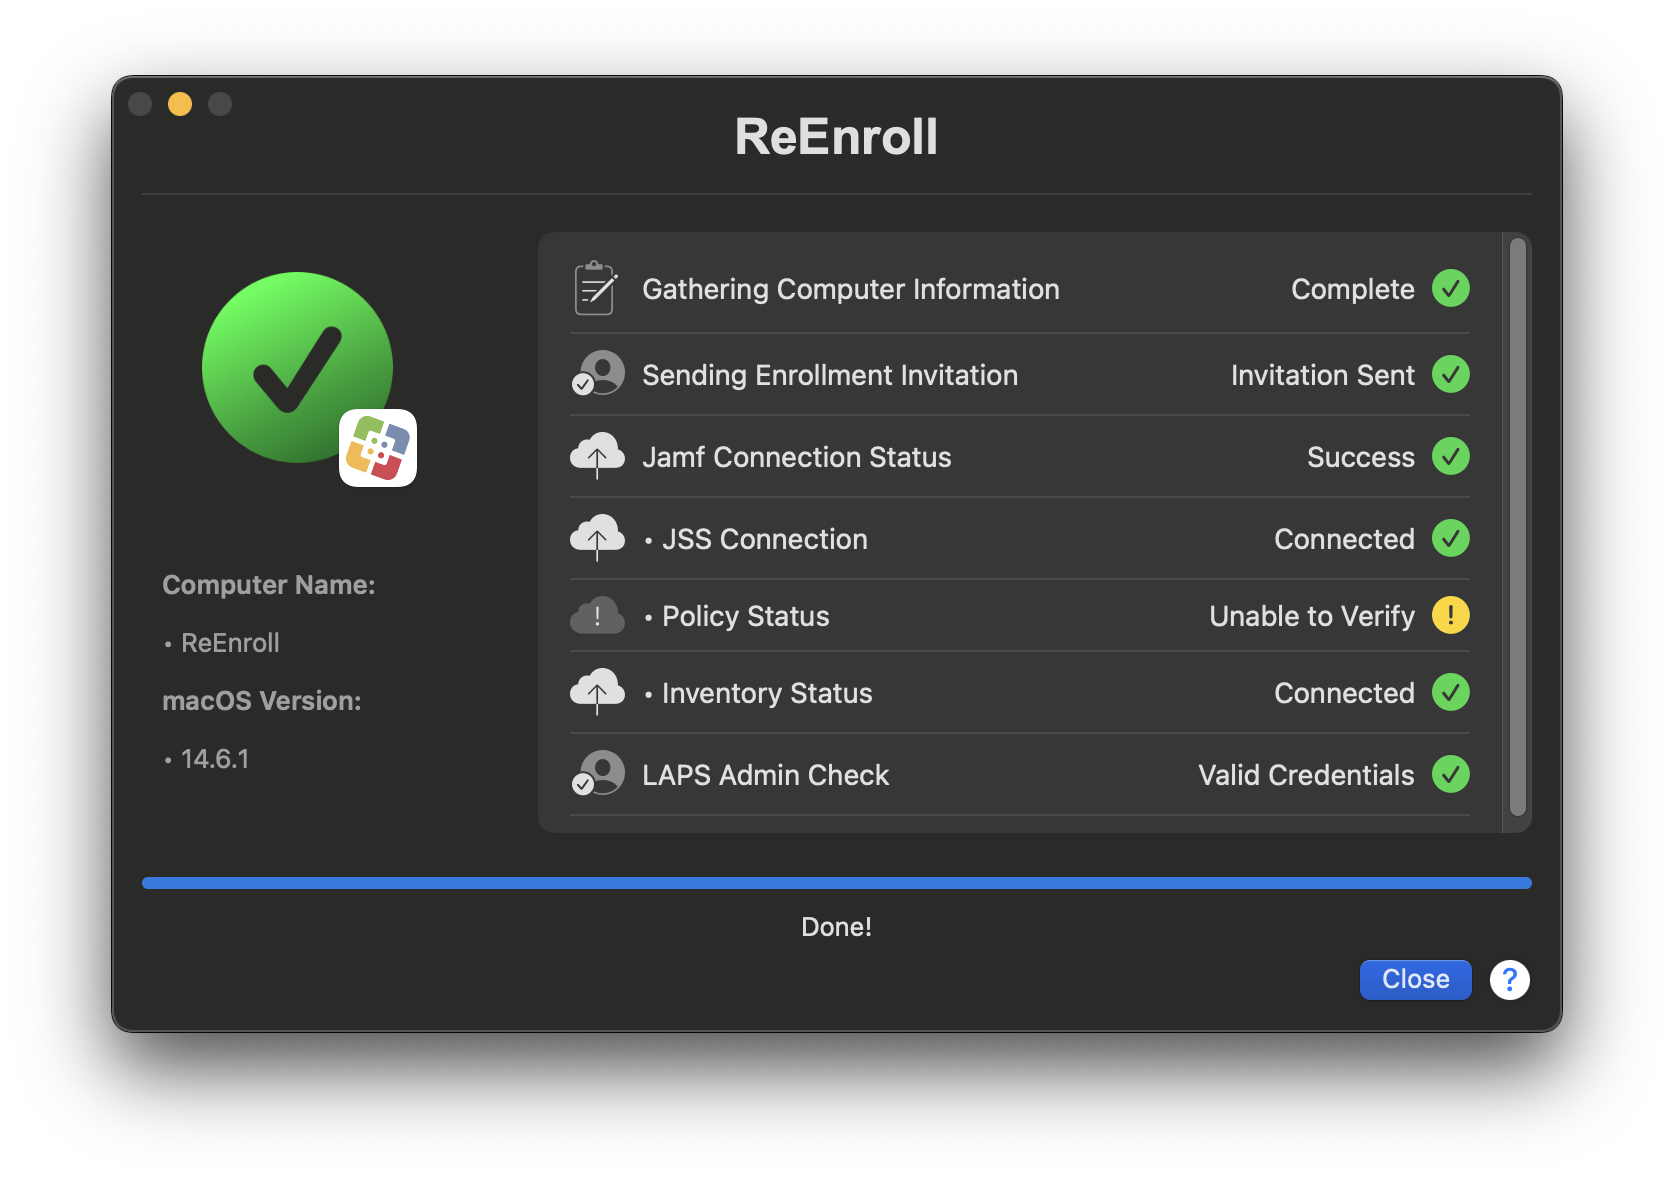 ReEnroll
Gathering Computer Information Complete
Sending Enrollment Invitation Invitation Sent
Jamf Connection Status Success
• JSS Connection Connected
! • Policy Status Unable to Verify !
• Inventory Status Connected
LAPS Admin Check Valid Credentials
Computer Name:
• ReEnroll
macOS Version:
• 14.6.1
Done!
Close ?